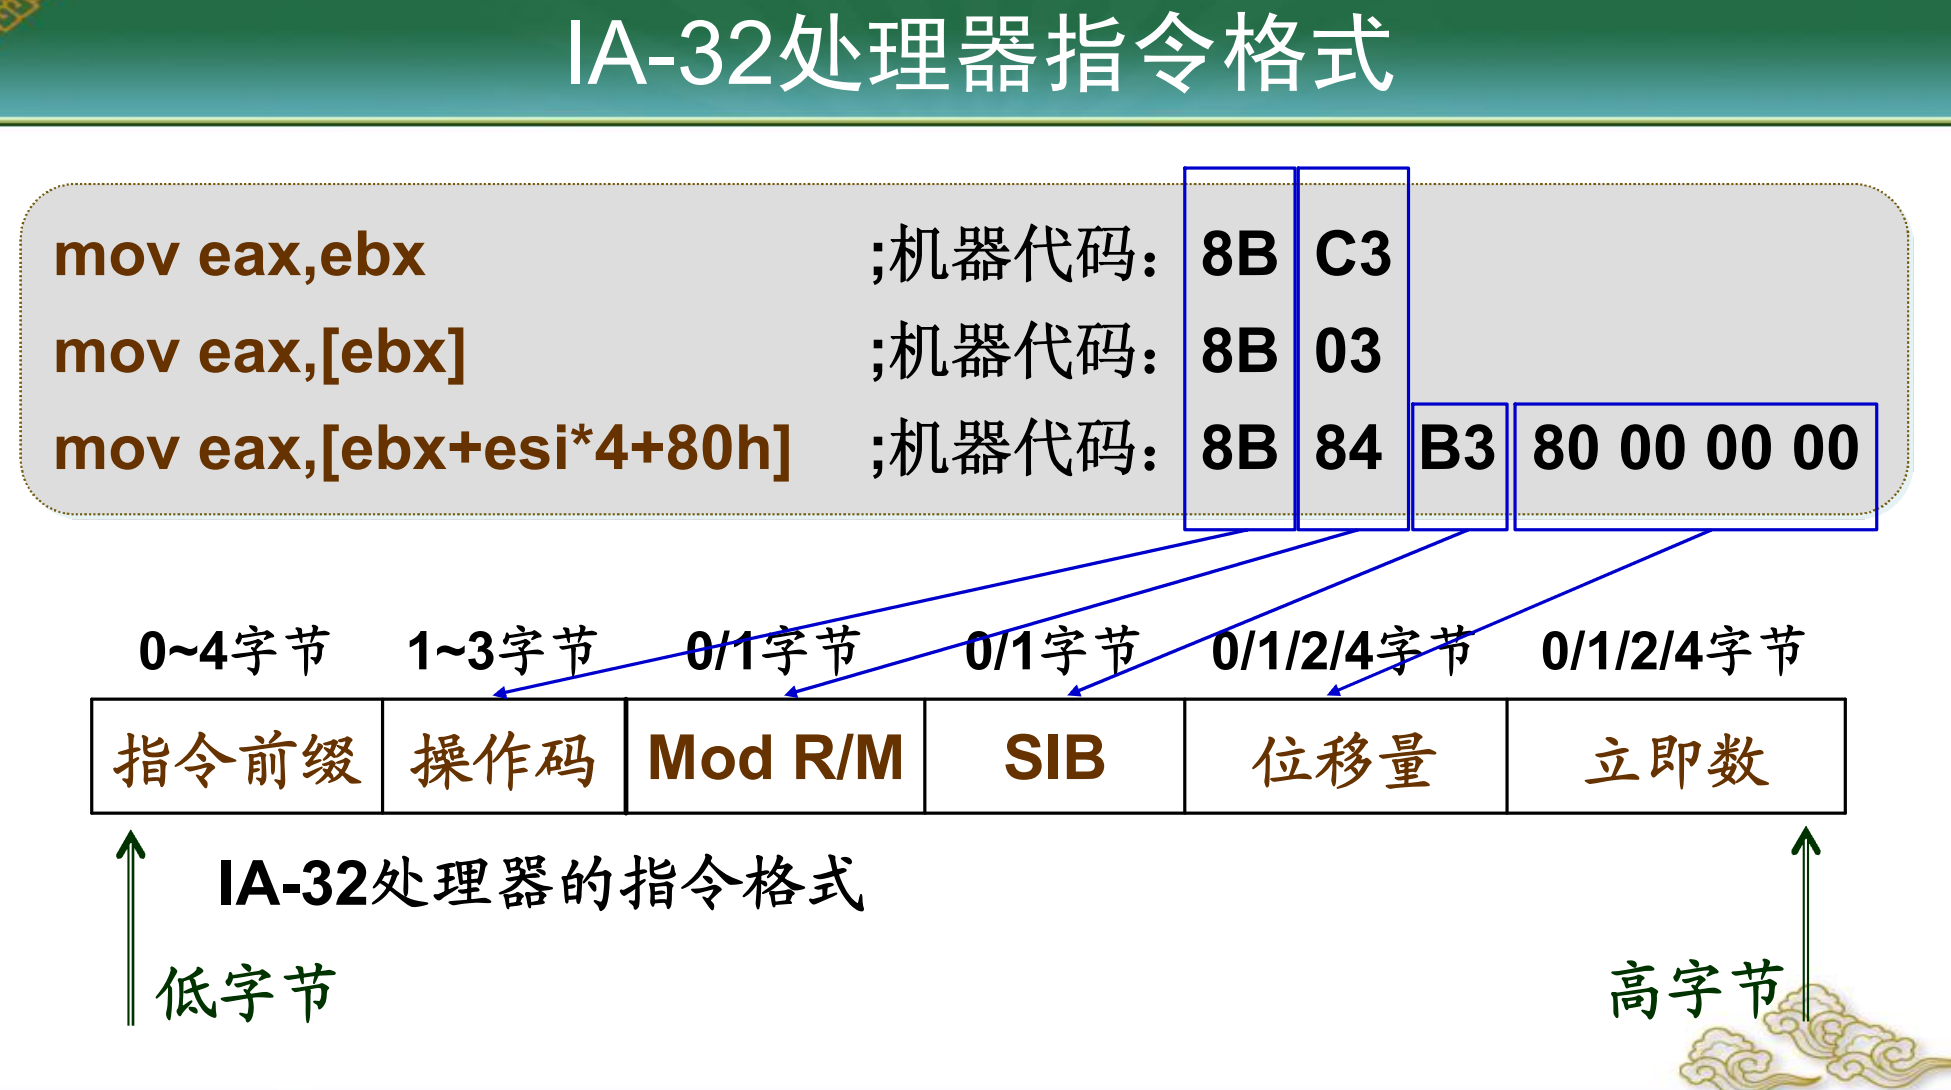 IA-32处理器指令格式
mov eax,ebx ;机器代码：8B C3
mov eax,[ebx] ;机器代码：8B 03
mov eax,[ebx+esi*4+80h] ;机器代码：8B 84 B3 80 00 00 00
0~4字节 1~3字节 0/1字节 0/1字节 0/1/2/4字节 0/1/2/4字节
指令前缀 操作码 Mod R/M SIB 位移量 立即数
IA-32处理器的指令格式
低字节 高字节